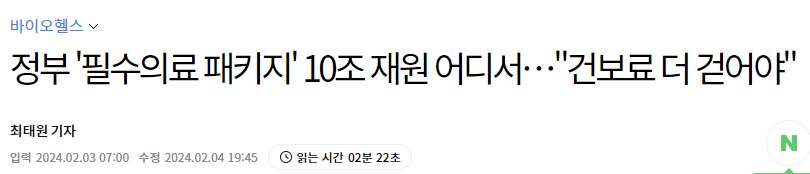 바이오헬스
정부 '필수의료 패키지' 10조 재원 어디서…"건보료 더 걷어야"
최태원 기자
입력 2024.02.03 07:00 수정 2024.02.04 19:45 읽는 시간 02분 22초
N